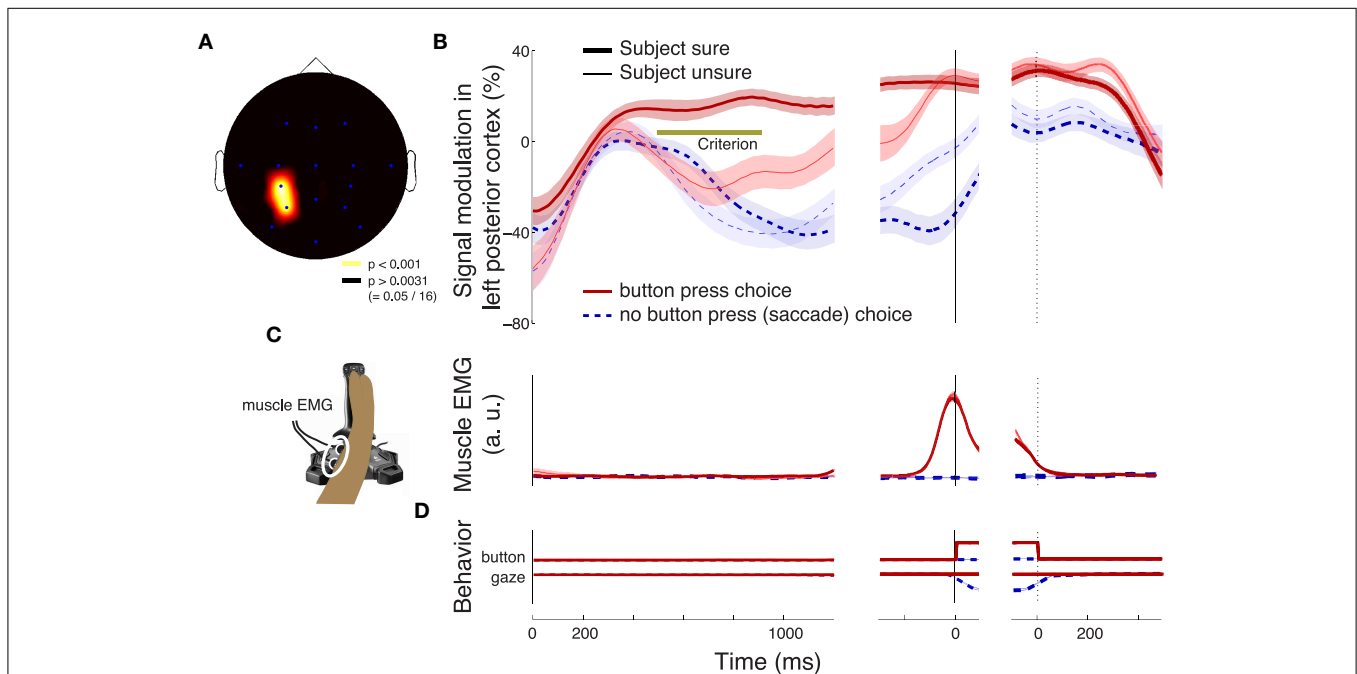 A
p < 0.001
p > 0.0031
(= 0.05 / 16)
B
Subject sure
Subject unsure
Signal modulation in
left posterior cortex (%)
40
0
−40
−80
Criterion
button press choice
no button press (saccade) choice
C
muscle EMG
Muscle EMG
(a. u.)
D
Behavior
button
gaze
0 200 1000 0 0 400
Time (ms)